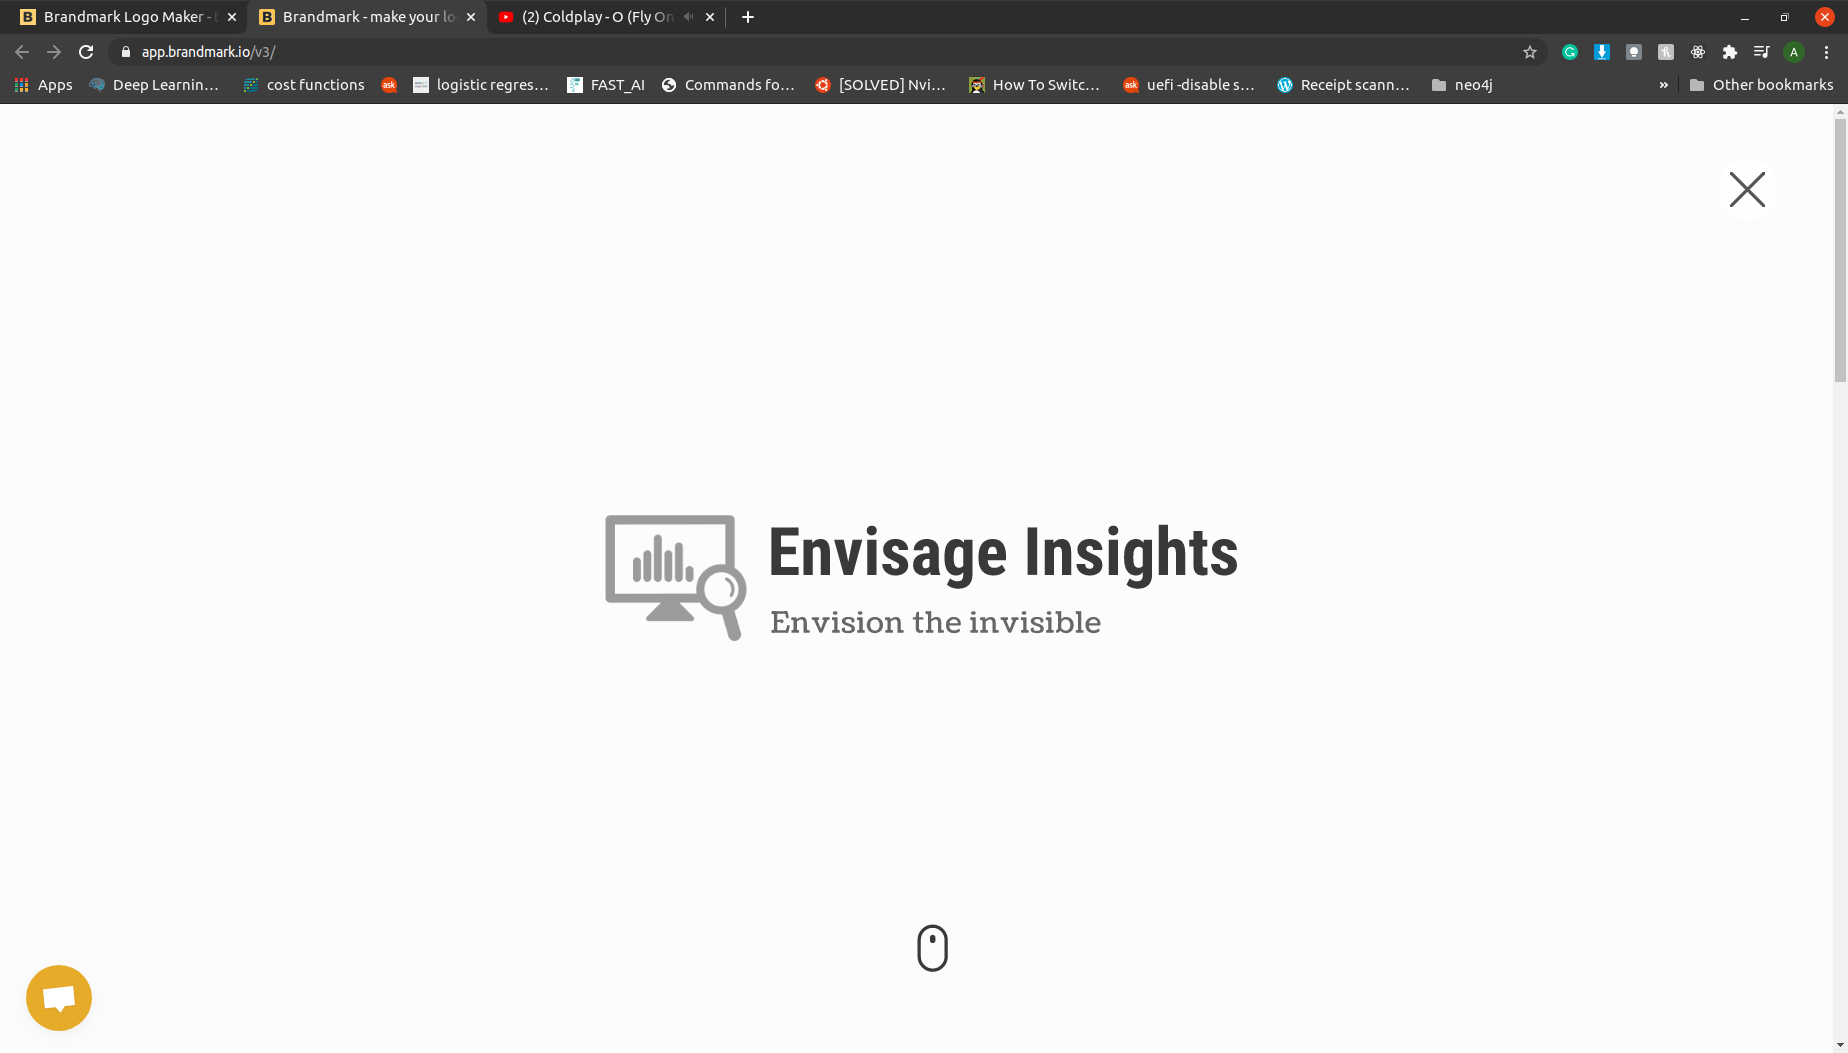 Brandmark Logo Maker -
Brandmark - make your lo
(2) Coldplay - O (Fly On
app.brandmark.io/v3/
A
Apps
Deep Learnin...
cost functions
ask
logistic regres...
FAST_AI
Commands fo...
[SOLVED] Nvi...
How To Switc...
ask
uefi -disable s...
Receipt scann...
neo4j
»
Other bookmarks
Envisage Insights
Envision the invisible